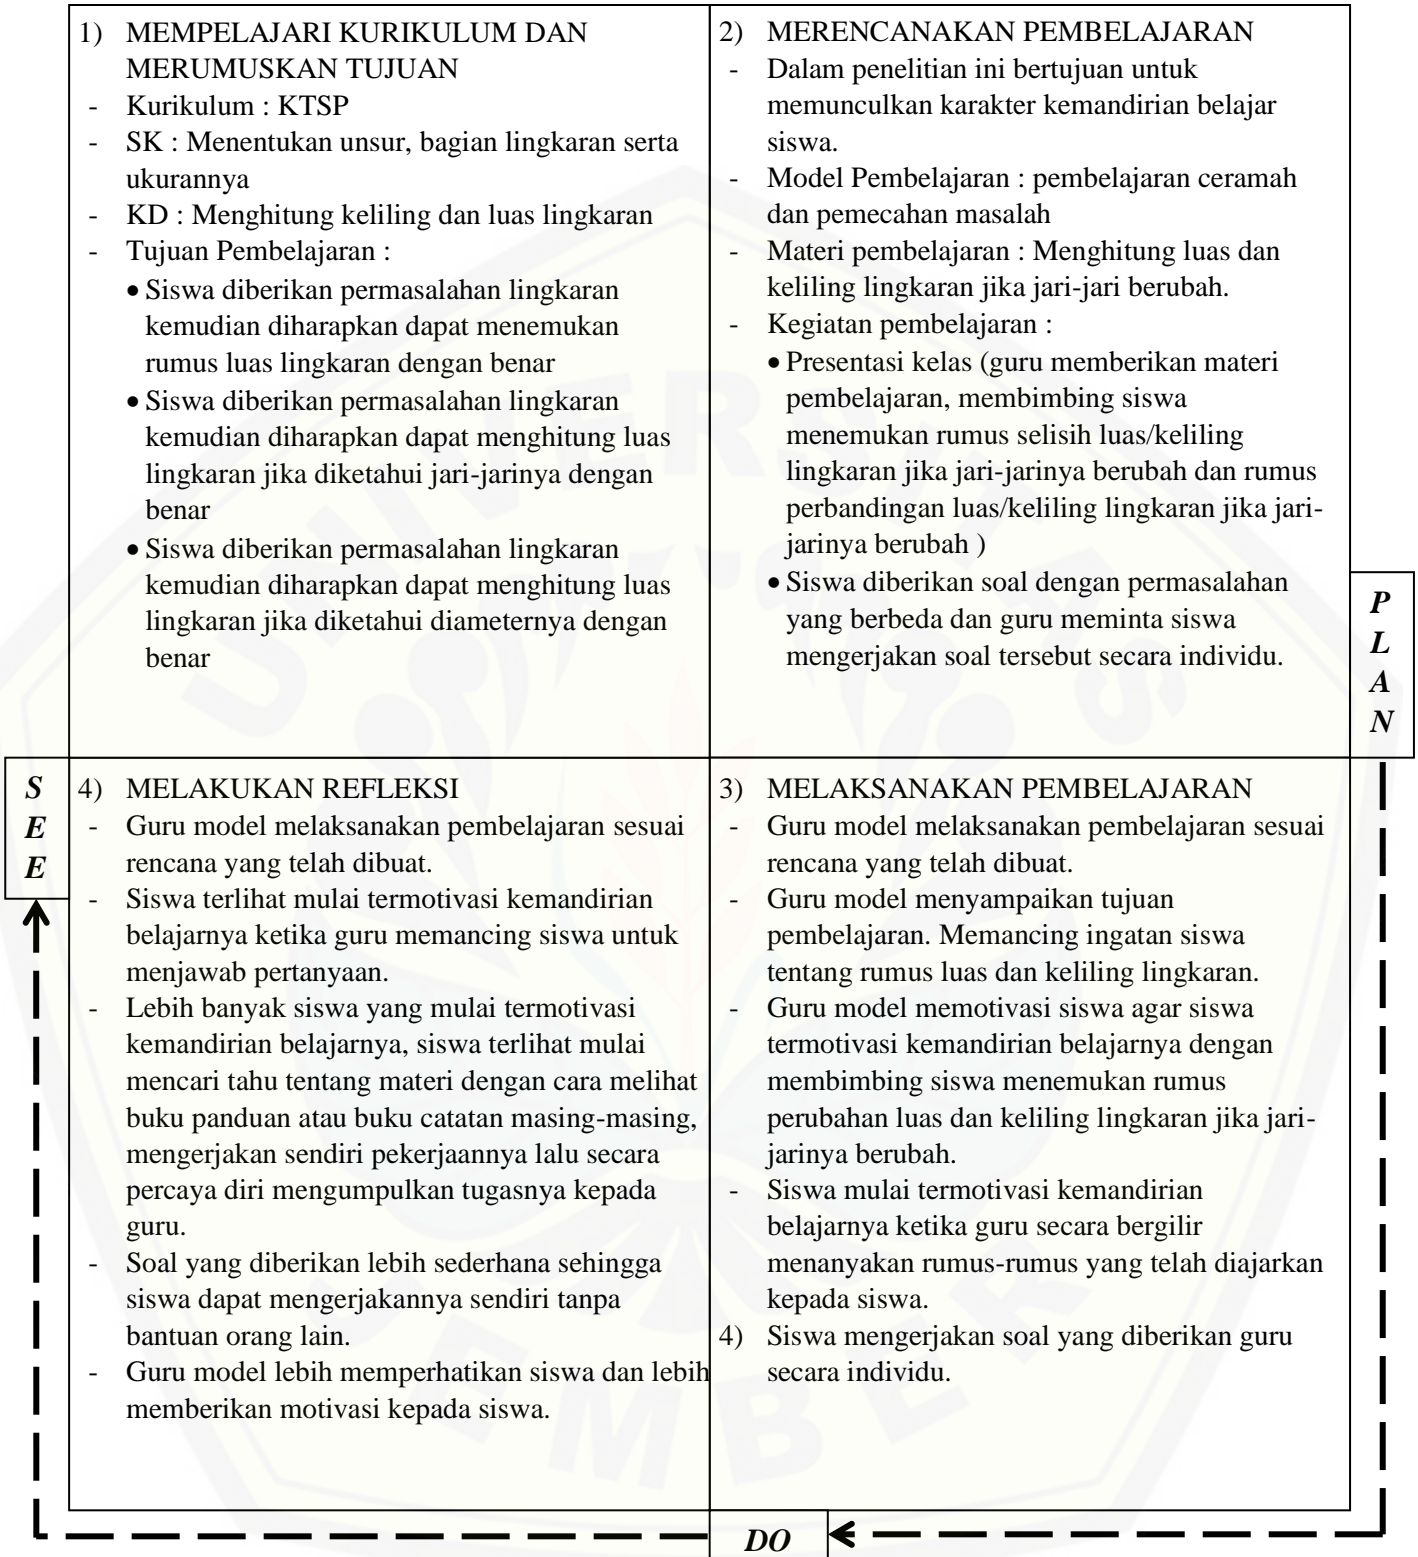 1) MEMPELAJARI KURIKULUM DAN
MERUMUSKAN TUJUAN
- Kurikulum : KTSP
- SK : Menentukan unsur, bagian lingkaran serta
ukurannya
- KD : Menghitung keliling dan luas lingkaran
- Tujuan Pembelajaran :
• Siswa diberikan permasalahan lingkaran
kemudian diharapkan dapat menemukan
rumus luas lingkaran dengan benar
• Siswa diberikan permasalahan lingkaran
kemudian diharapkan dapat menghitung luas
lingkaran jika diketahui jari-jarinya dengan
benar
• Siswa diberikan permasalahan lingkaran
kemudian diharapkan dapat menghitung luas
lingkaran jika diketahui diameternya dengan
benar
2) MERENCANAKAN PEMBELAJARAN
- Dalam penelitian ini bertujuan untuk
memunculkan karakter kemandirian belajar
siswa.
- Model Pembelajaran : pembelajaran ceramah
dan pemecahan masalah
- Materi pembelajaran : Menghitung luas dan
keliling lingkaran jika jari-jari berubah.
- Kegiatan pembelajaran :
• Presentasi kelas (guru memberikan materi
pembelajaran, membimbing siswa
menemukan rumus selisih luas/keliling
lingkaran jika jari-jarinya berubah dan rumus
perbandingan luas/keliling lingkaran jika jari-
jarinya berubah )
• Siswa diberikan soal dengan permasalahan
yang berbeda dan guru meminta siswa
mengerjakan soal tersebut secara individu.
P
L
A
N
S
E
E
4) MELAKUKAN REFLEKSI
- Guru model melaksanakan pembelajaran sesuai
rencana yang telah dibuat.
- Siswa terlihat mulai termotivasi kemandirian
belajarnya ketika guru memancing siswa untuk
menjawab pertanyaan.
- Lebih banyak siswa yang mulai termotivasi
kemandirian belajarnya, siswa terlihat mulai
mencari tahu tentang materi dengan cara melihat
buku panduan atau buku catatan masing-masing,
mengerjakan sendiri pekerjaannya lalu secara
percaya diri mengumpulkan tugasnya kepada
guru.
- Soal yang diberikan lebih sederhana sehingga
siswa dapat mengerjakannya sendiri tanpa
bantuan orang lain.
- Guru model lebih memperhatikan siswa dan lebih
memberikan motivasi kepada siswa.
3) MELAKSANAKAN PEMBELAJARAN
- Guru model melaksanakan pembelajaran sesuai
rencana yang telah dibuat.
- Guru model menyampaikan tujuan
pembelajaran. Memancing ingatan siswa
tentang rumus luas dan keliling lingkaran.
- Guru model memotivasi siswa agar siswa
termotivasi kemandirian belajarnya dengan
membimbing siswa menemukan rumus
perubahan luas dan keliling lingkaran jika jari-
jarinya berubah.
- Siswa mulai termotivasi kemandirian
belajarnya ketika guru secara bergilir
menanyakan rumus-rumus yang telah diajarkan
kepada siswa.
4) Siswa mengerjakan soal yang diberikan guru
secara individu.
DO
UNIVERSITAS
JEMBER